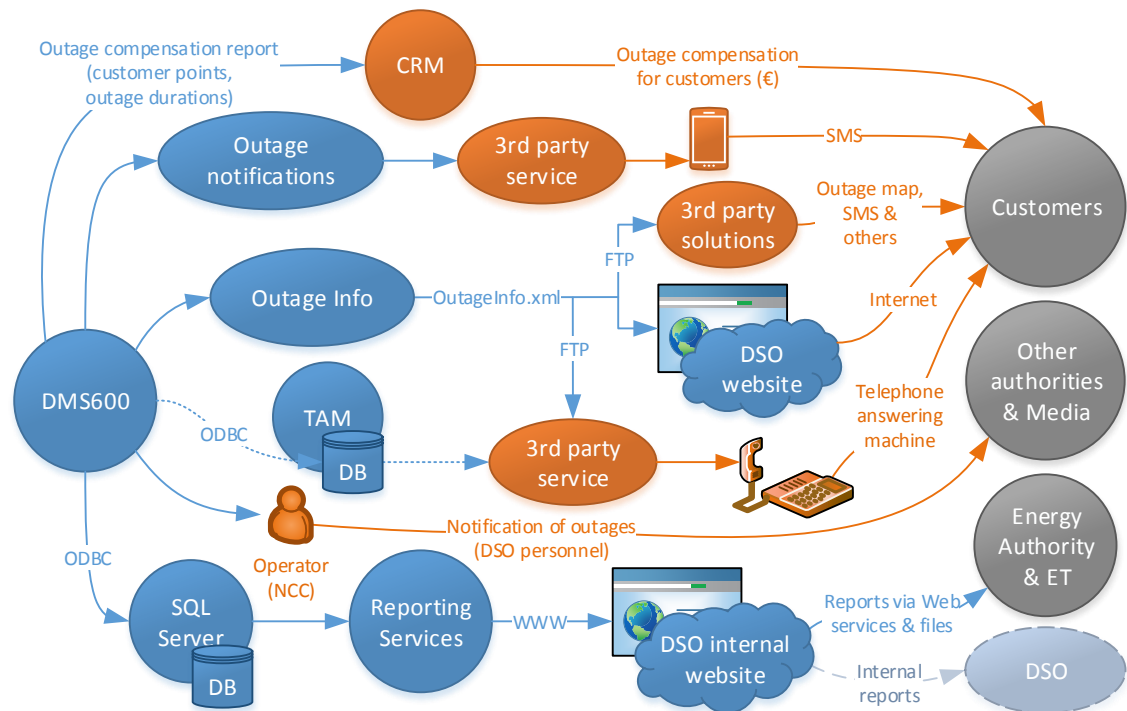 Outage compensation report
(customer points,
outage durations)
CRM
Outage compensation
for customers (€)
Outage
notifications
3rd party
service
SMS
Customers
3rd party
solutions
Outage map,
SMS &
others
FTP
Outage Info
OutageInfo.xml
Internet
DSO
website
FTP
Other
authorities
& Media
DMS600
Telephone
answering
machine
ODBC
TAM
DB
3rd party
service
Notification of outages
(DSO personnel)
Operator
(NCC)
Energy
Authority
& ET
ODBC
SQL
Server
DB
Reporting
Services
WWW
DSO internal
website
Reports via Web
services & files
Internal
reports
DSO